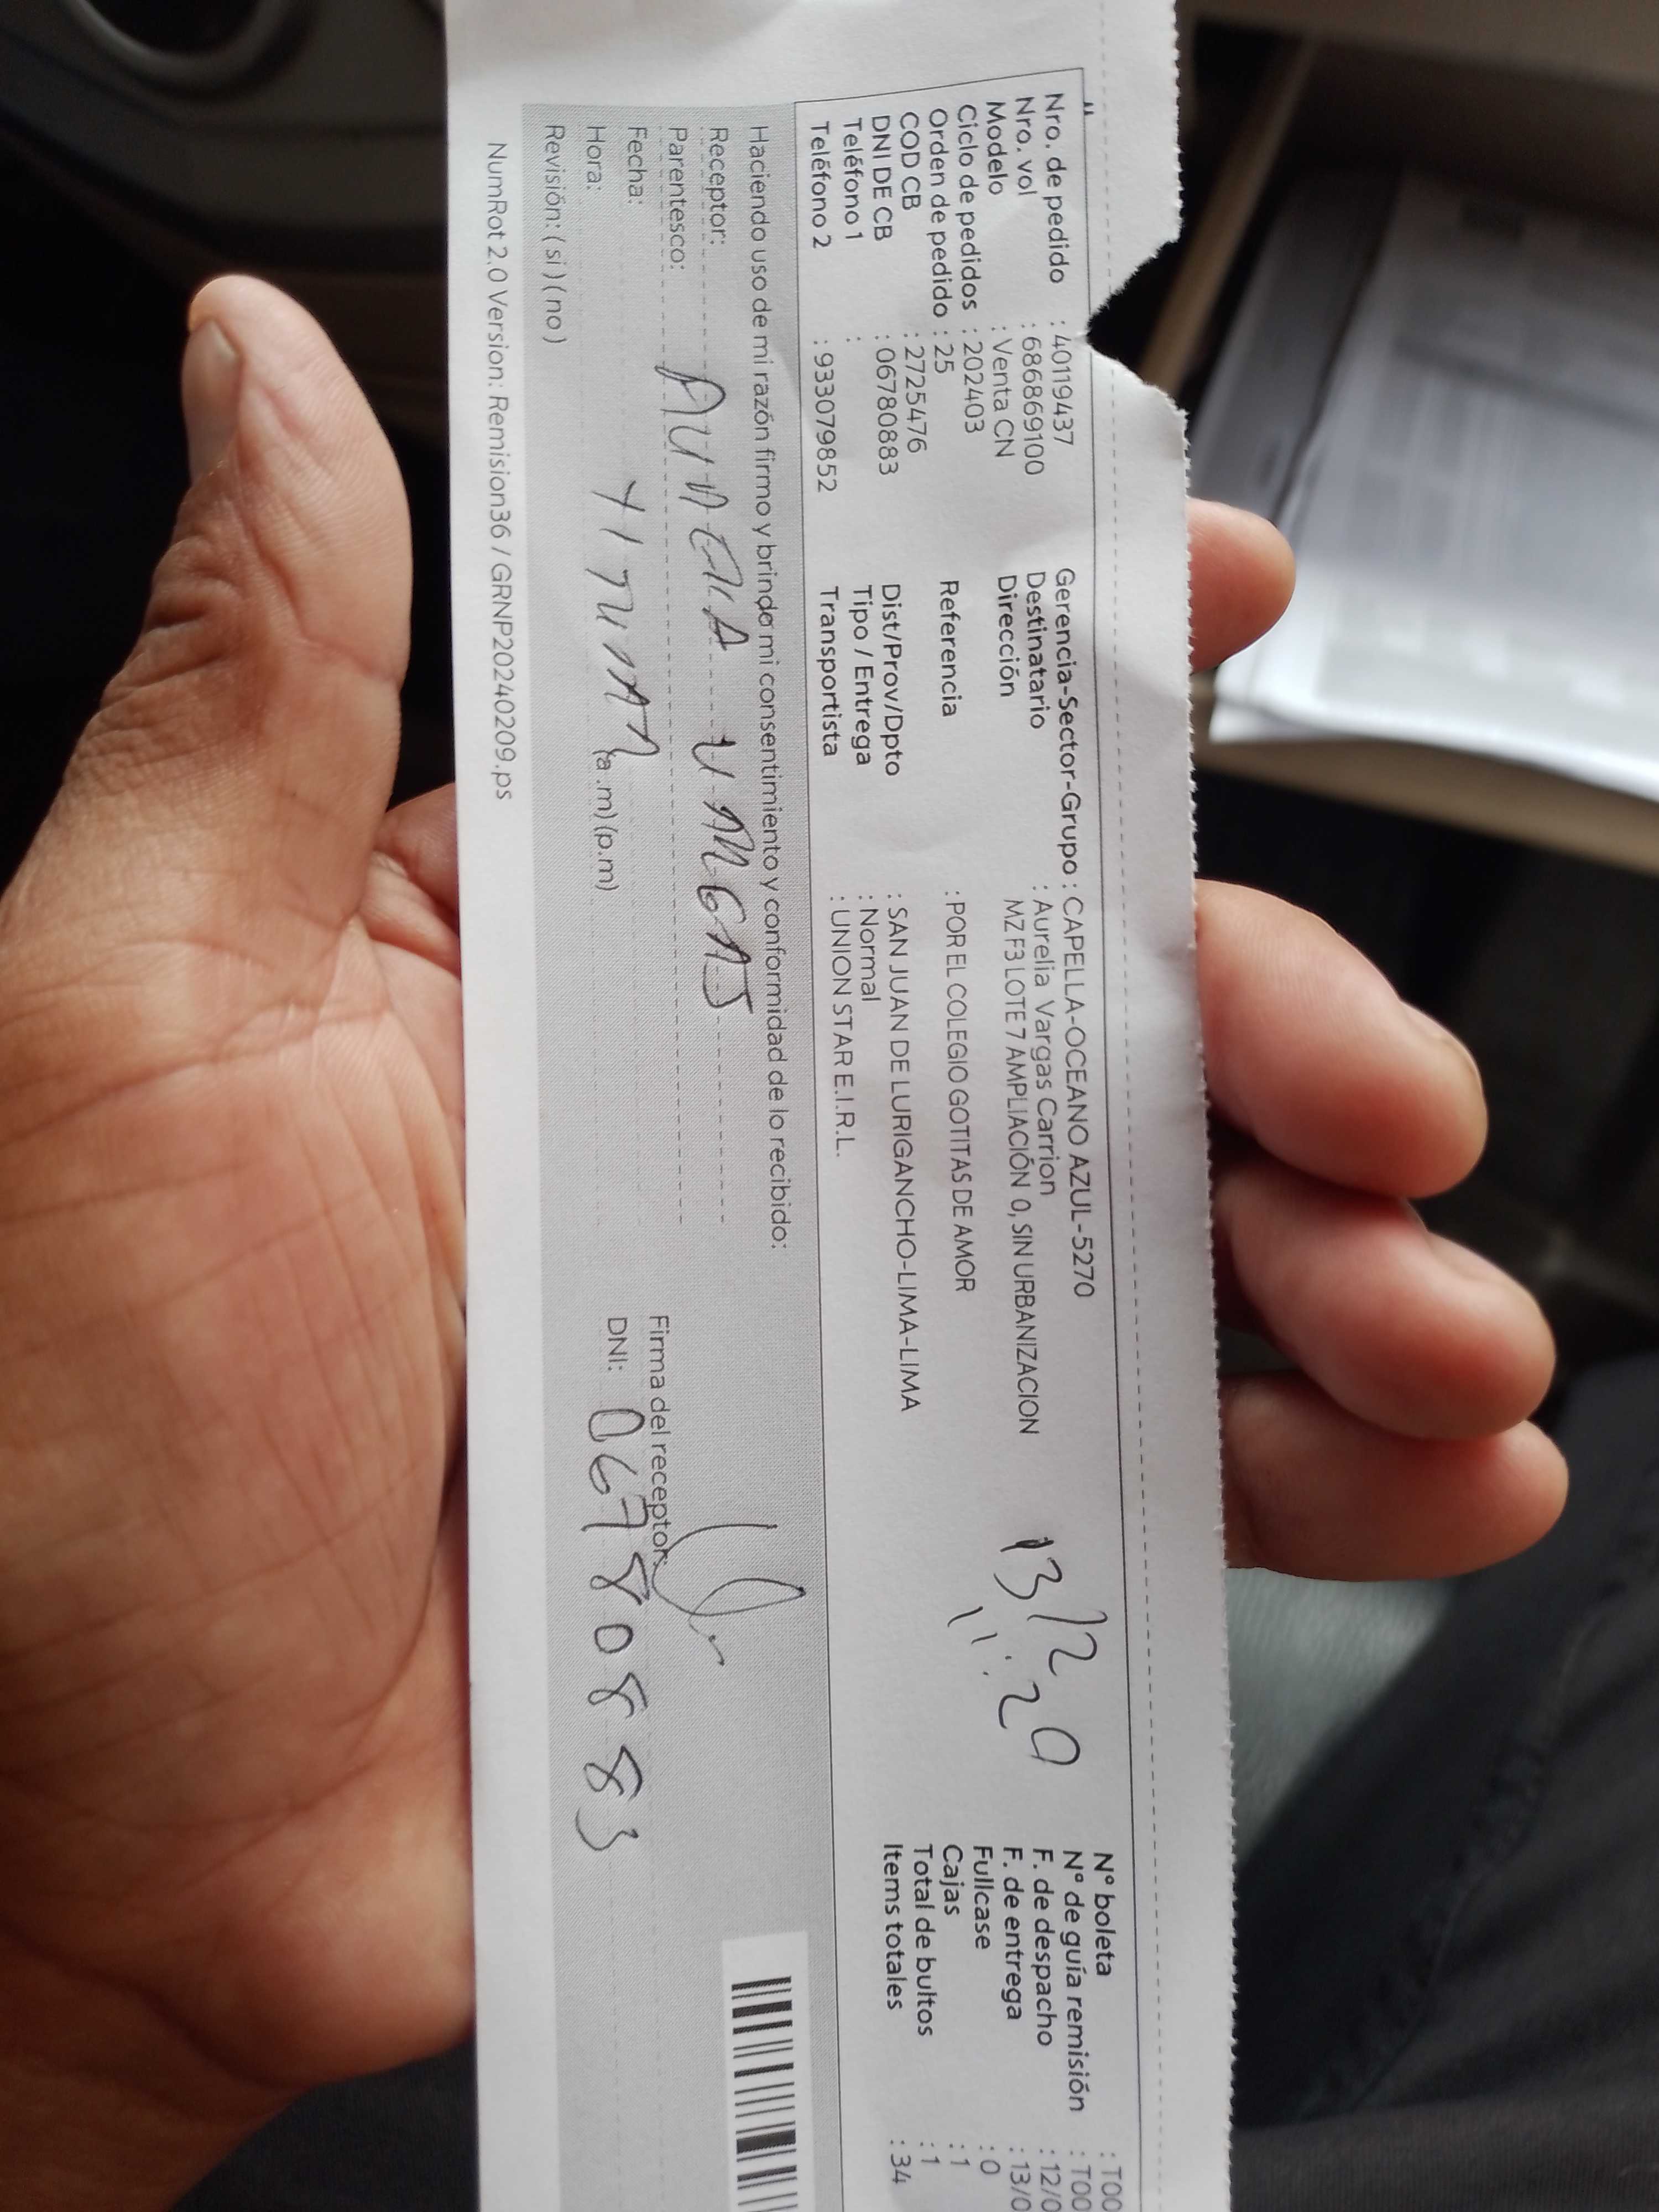 Nro. de pedido : 40119437
Nro. vol : 686869100
Modelo : Venta CN
Ciclo de pedidos : 202403
Orden de pedido : 25
COD CB : 2725476
DNI DE CB : 06780883
Teléfono 1 :
Teléfono 2 : 933079852
Gerencia-Sector-Grupo : CAPELLA-OCEANO AZUL-5270
Destinatario : Aurelia Vargas Carrion
Dirección MZ F3 LOTE 7 AMPLIACIÓN 0, SIN URBANIZACION
Referencia : POR EL COLEGIO GOTITAS DE AMOR
Dist/Prov/Dpto : SAN JUAN DE LURIGANCHO-LIMA-LIMA
Tipo / Entrega : Normal
Transportista : UNION STAR E.I.R.L.
13/2
11:20
N° boleta : T00
N° de guía remisión : T00
F. de despacho : 12/0
F. de entrega : 13/0
Fullcase : 0
Cajas : 1
Total de bultos : 1
Items totales : 34
Haciendo uso de mi razón firmo y brindo mi consentimiento y conformidad de lo recibido:
Receptor:
Parentesco:
Fecha:
Hora: (a.m) (p.m)
Revisión: ( si ) ( no )
Firma del receptor:
DNI: 06780883
NumRot 2.0 Version: Remision36 / GRNP20240209.ps